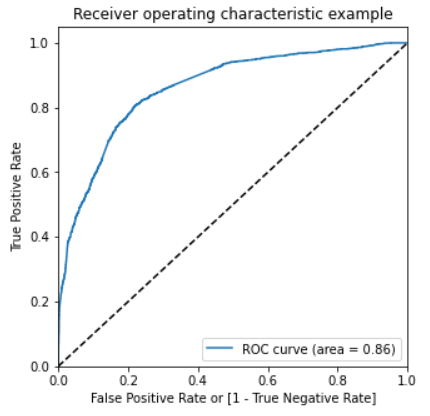 Receiver operating characteristic example
1.0
0.8
0.6
0.4
0.2
0.0
True Positive Rate
ROC curve (area = 0.86)
0.0 0.2 0.4 0.6 0.8 1.0
False Positive Rate or [1 - True Negative Rate]